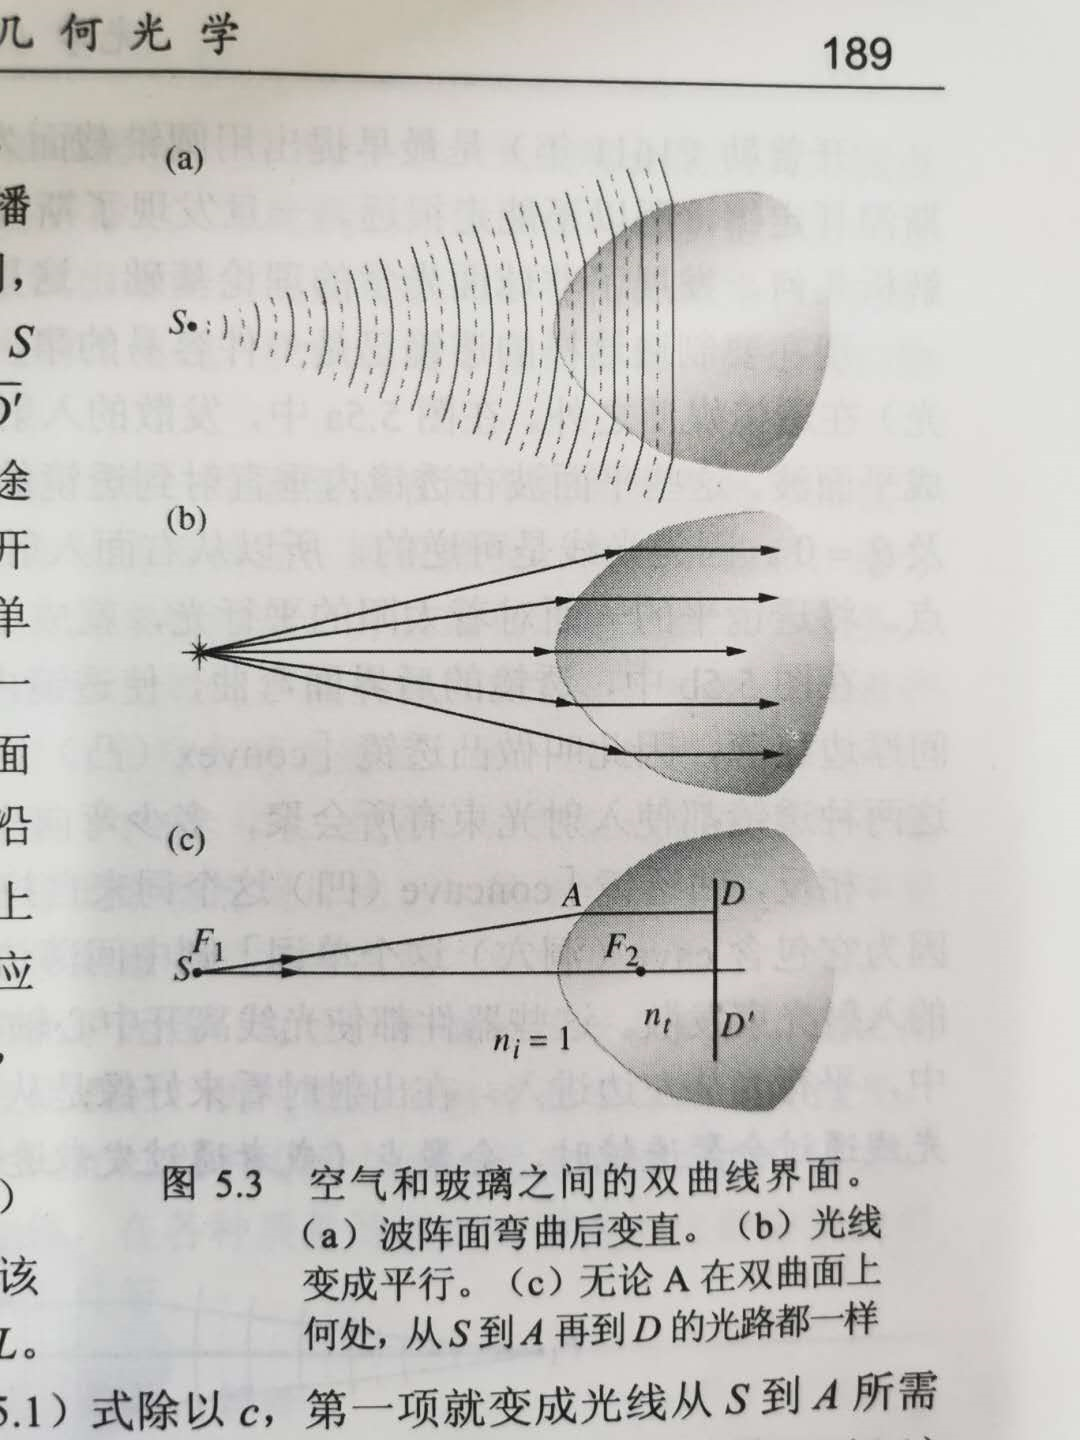 几何光学
189
(a)
播
S
S
途
(b)
开
单
一
面
沿
(c)
上
A
D
F₁
F₂
S
应
nₜ
D′
nᵢ = 1
图 5.3 空气和玻璃之间的双曲线界面。
（a）波阵面弯曲后变直。（b）光线
变成平行。（c）无论 A 在双曲面上
何处，从 S 到 A 再到 D 的光路都一样
该
L。
5.1）式除以 c，第一项就变成光线从 S 到 A 所需